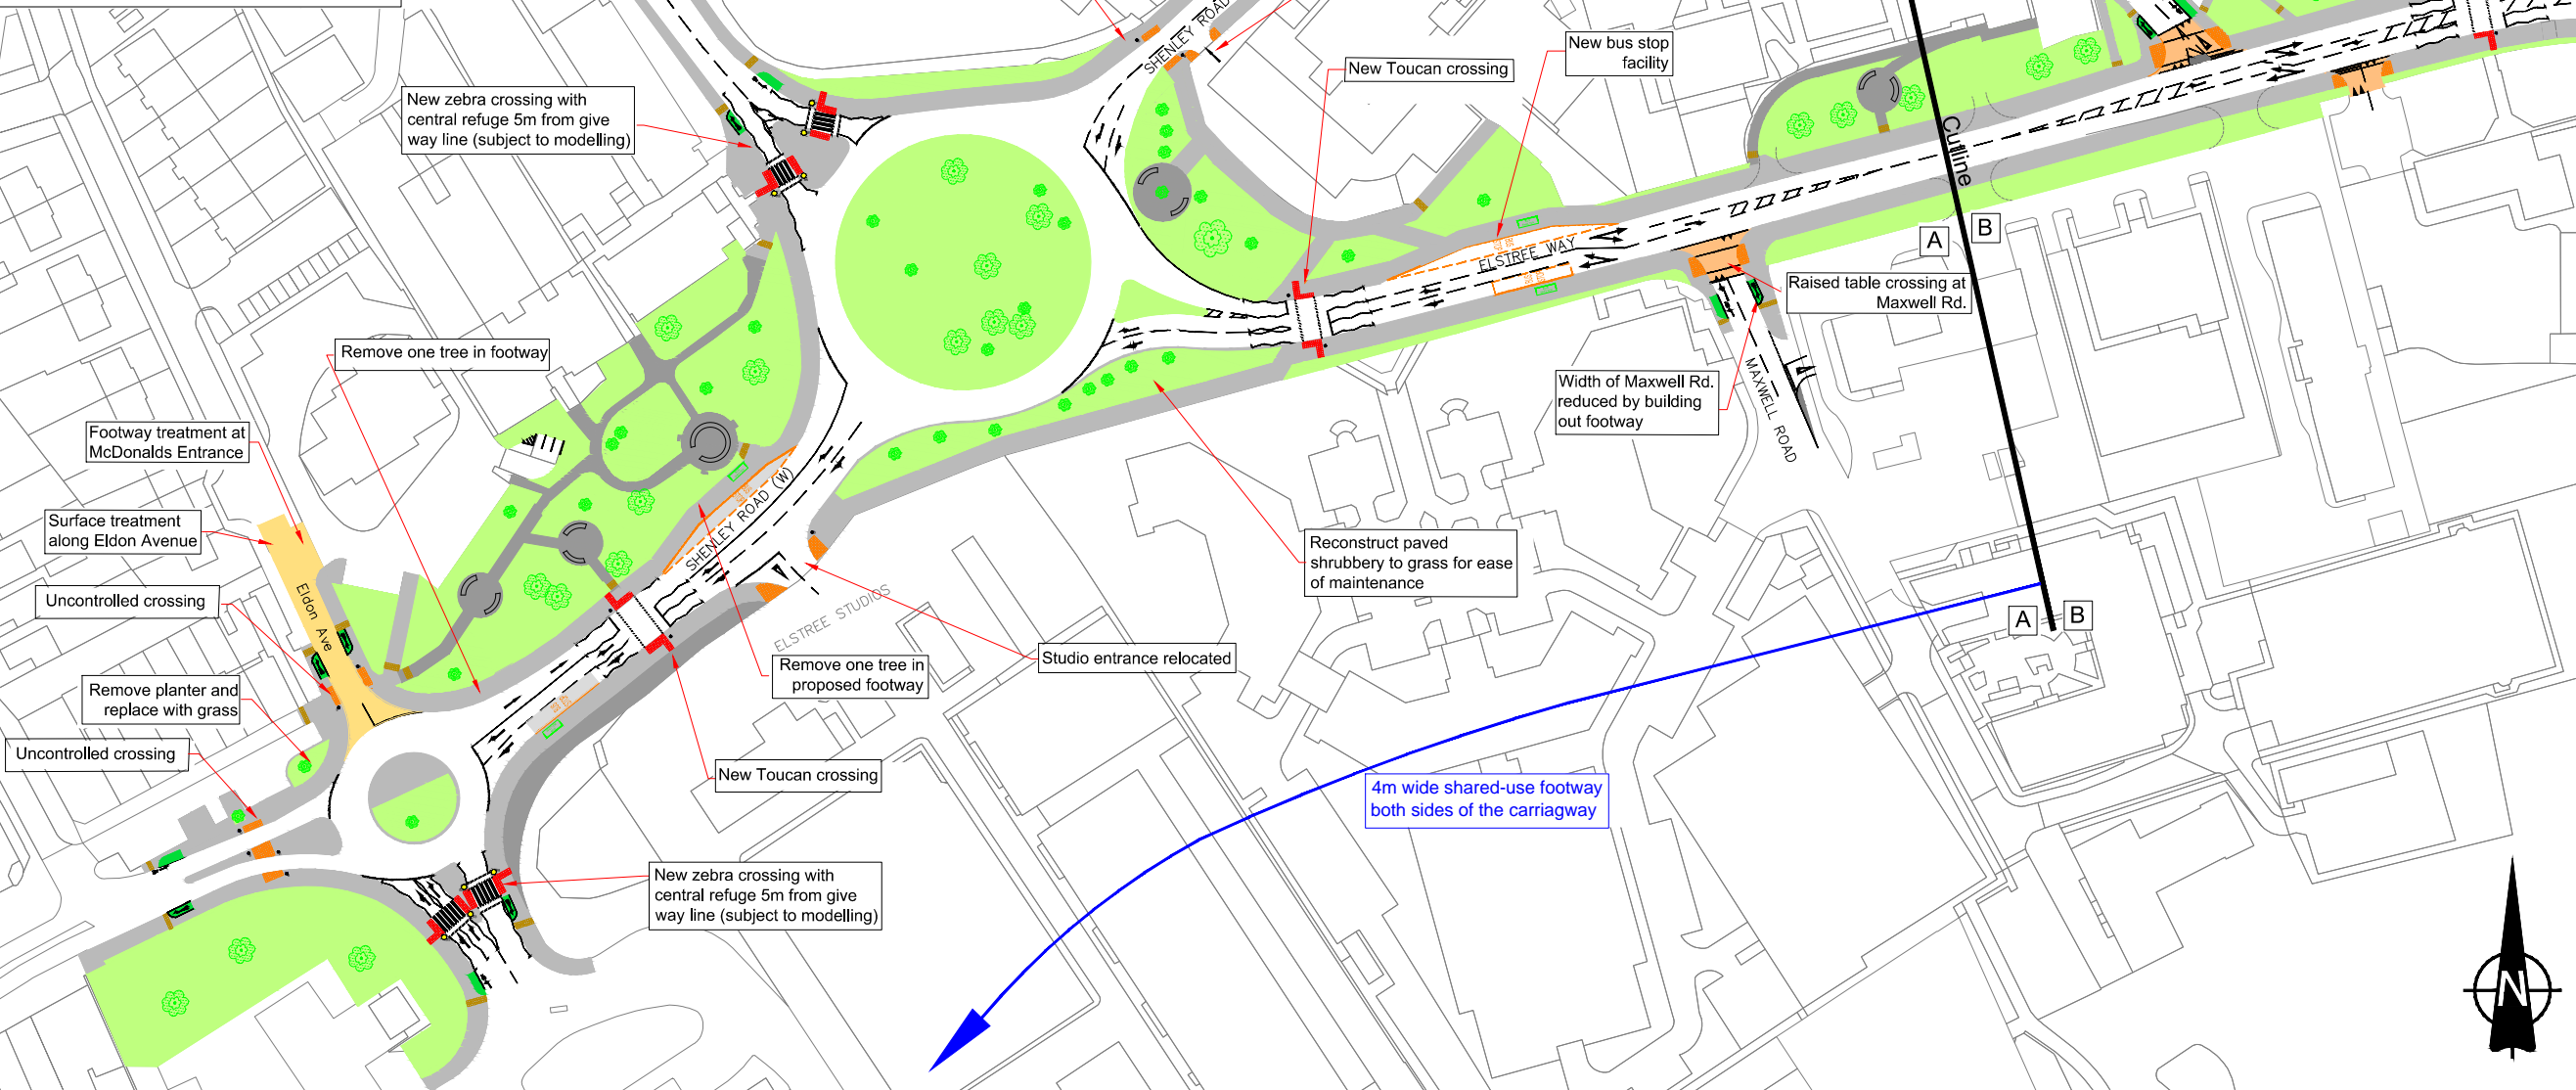 SHENLEY ROAD
New bus stop
facility
New Toucan crossing
New zebra crossing with
central refuge 5m from give
way line (subject to modelling)
Cutline
A
B
ELSTREE WAY
Raised table crossing at
Maxwell Rd.
Remove one tree in footway
Width of Maxwell Rd.
reduced by building
out footway
MAXWELL ROAD
Footway treatment at
McDonalds Entrance
SHENLEY ROAD (W)
Surface treatment
along Eldon Avenue
Reconstruct paved
shrubbery to grass for ease
of maintenance
Uncontrolled crossing
Eldon Ave
ELSTREE STUDIOS
A
B
Studio entrance relocated
Remove one tree in
proposed footway
Remove planter and
replace with grass
Uncontrolled crossing
New Toucan crossing
4m wide shared-use footway
both sides of the carriagway
New zebra crossing with
central refuge 5m from give
way line (subject to modelling)
N